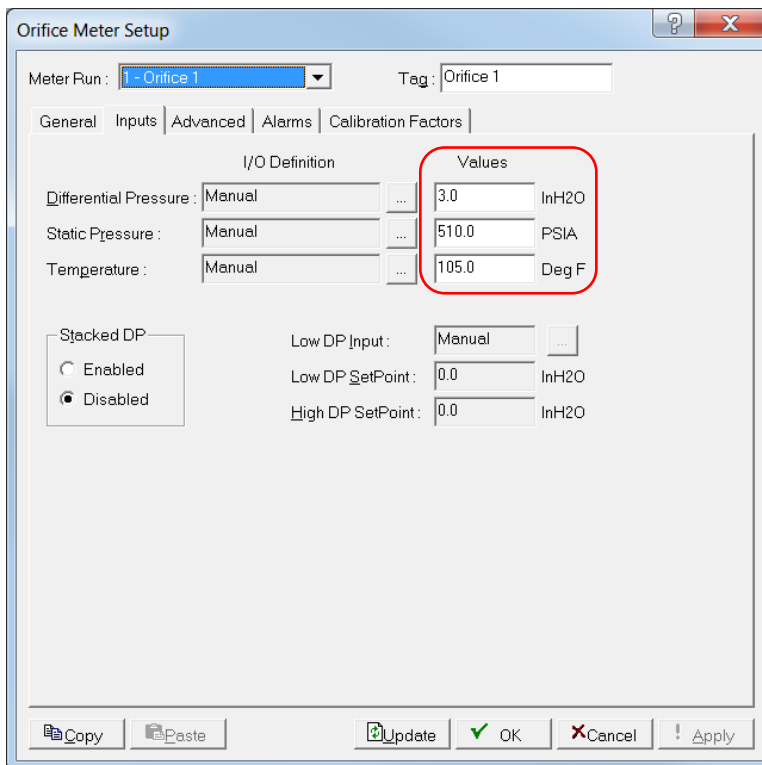 Orifice Meter Setup
Meter Run : 1 - Orifice 1 Tag : Orifice 1
General Inputs Advanced Alarms Calibration Factors
I/O Definition Values
Differential Pressure : Manual ... 3.0 InH2O
Static Pressure : Manual ... 510.0 PSIA
Temperature : Manual ... 105.0 Deg F
Stacked DP Low DP Input : Manual ...
Enabled Low DP SetPoint : 0.0 InH2O
Disabled High DP SetPoint : 0.0 InH2O
Copy Paste Update OK Cancel ! Apply